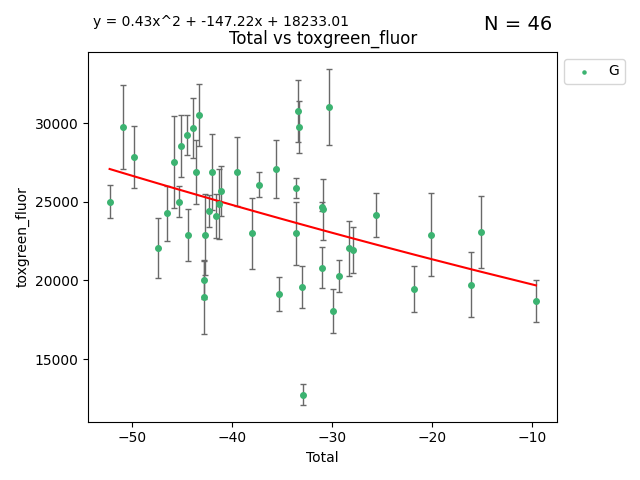 y = 0.43x^2 + -147.22x + 18233.01
N = 46
Total vs toxgreen_fluor
G
30000
25000
20000
15000
toxgreen_fluor
−50
−40
−30
−20
−10
Total